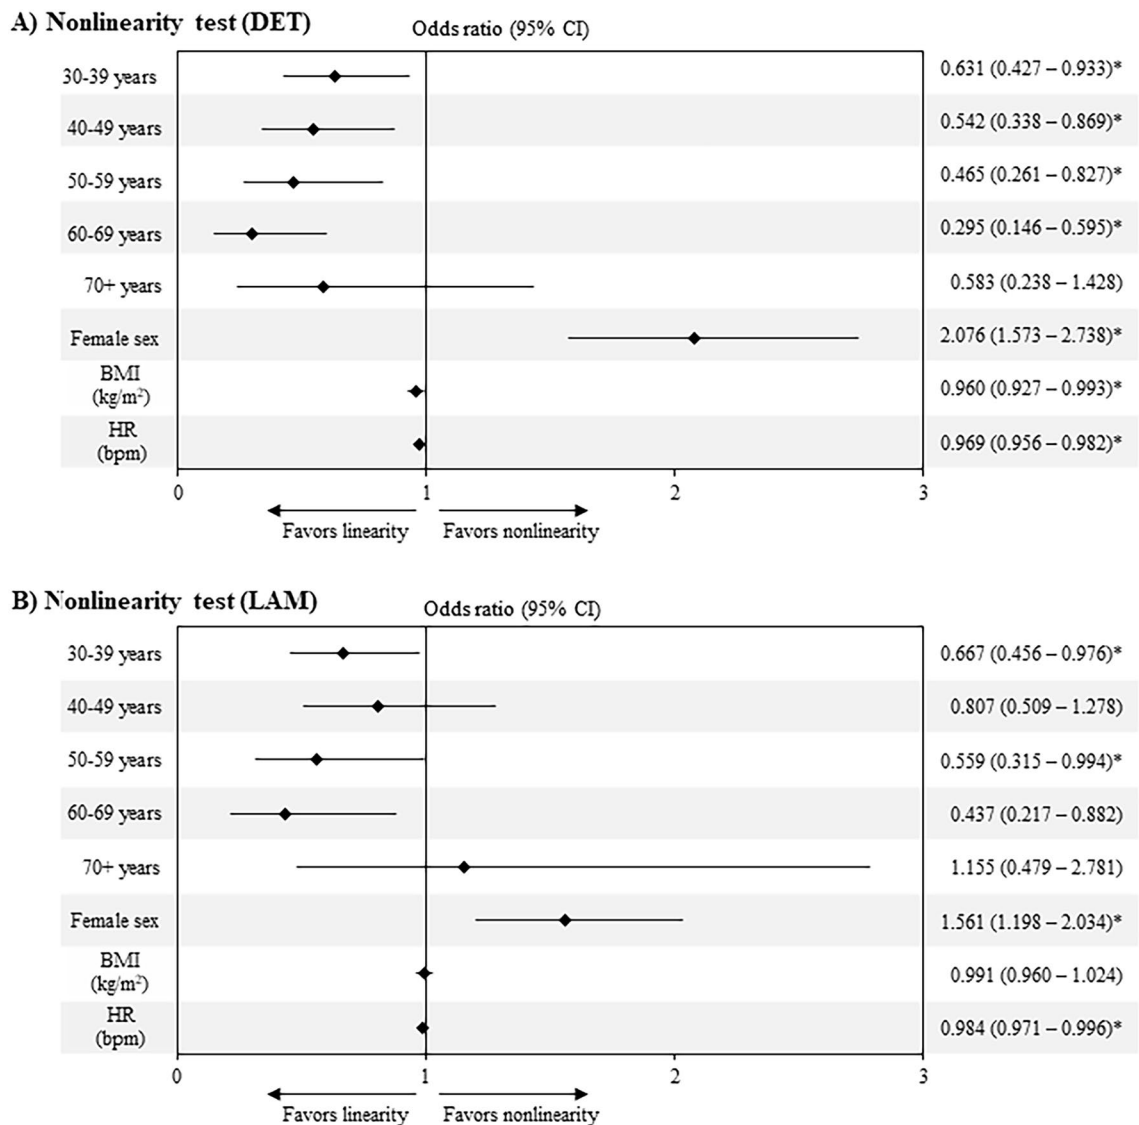 A) Nonlinearity test (DET)
Odds ratio (95% CI)
30-39 years 0.631 (0.427 – 0.933)*
40-49 years 0.542 (0.338 – 0.869)*
50-59 years 0.465 (0.261 – 0.827)*
60-69 years 0.295 (0.146 – 0.595)*
70+ years 0.583 (0.238 – 1.428)
Female sex 2.076 (1.573 – 2.738)*
BMI
(kg/m²) 0.960 (0.927 – 0.993)*
HR
(bpm) 0.969 (0.956 – 0.982)*
0 1 2 3
Favors linearity Favors nonlinearity
B) Nonlinearity test (LAM)
Odds ratio (95% CI)
30-39 years 0.667 (0.456 – 0.976)*
40-49 years 0.807 (0.509 – 1.278)
50-59 years 0.559 (0.315 – 0.994)*
60-69 years 0.437 (0.217 – 0.882)
70+ years 1.155 (0.479 – 2.781)
Female sex 1.561 (1.198 – 2.034)*
BMI
(kg/m²) 0.991 (0.960 – 1.024)
HR
(bpm) 0.984 (0.971 – 0.996)*
0 1 2 3
Favors linearity Favors nonlinearity